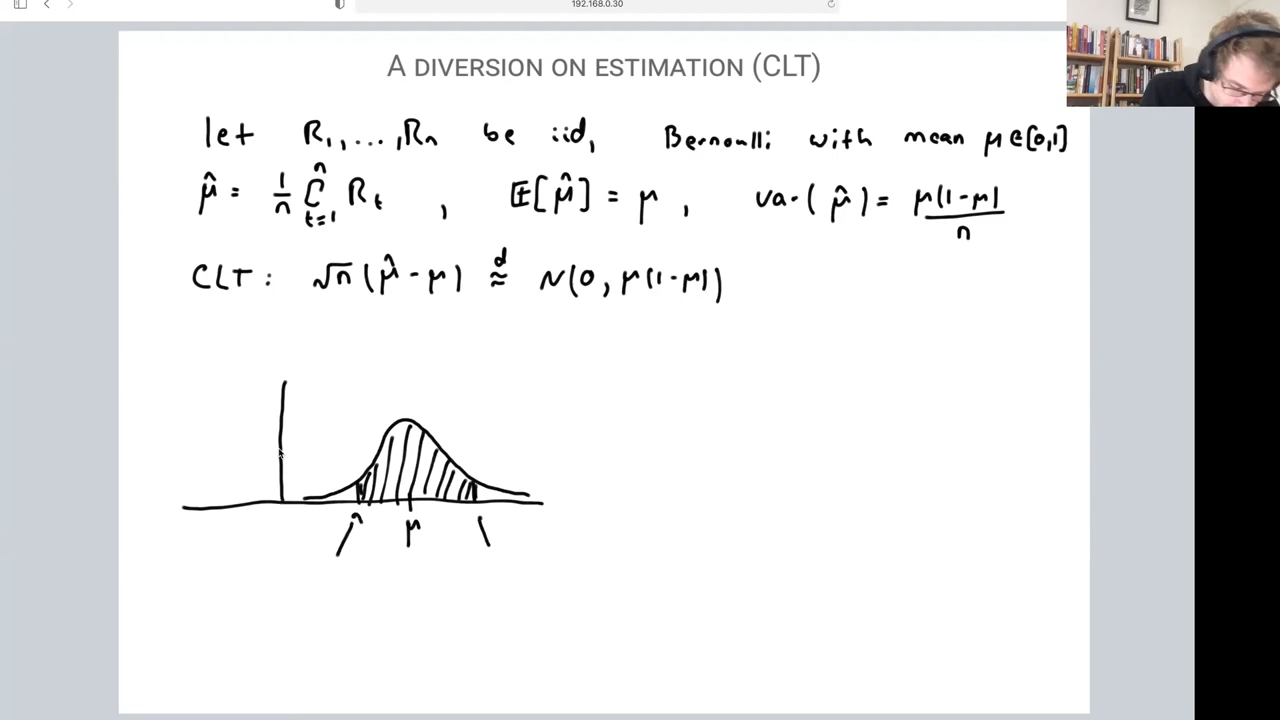 192.168.0.30
A DIVERSION ON ESTIMATION (CLT)
let R₁,...,Rₙ be iid, Bernoulli with mean μ∈[0,1]
μ̂ = 1/n Σₜ₌₁ⁿ Rₜ , 𝔼[μ̂] = μ , var(μ̂) = μ(1-μ)/n
CLT: √n(μ̂-μ) ≈ᵈ N(0, μ(1-μ))
μ